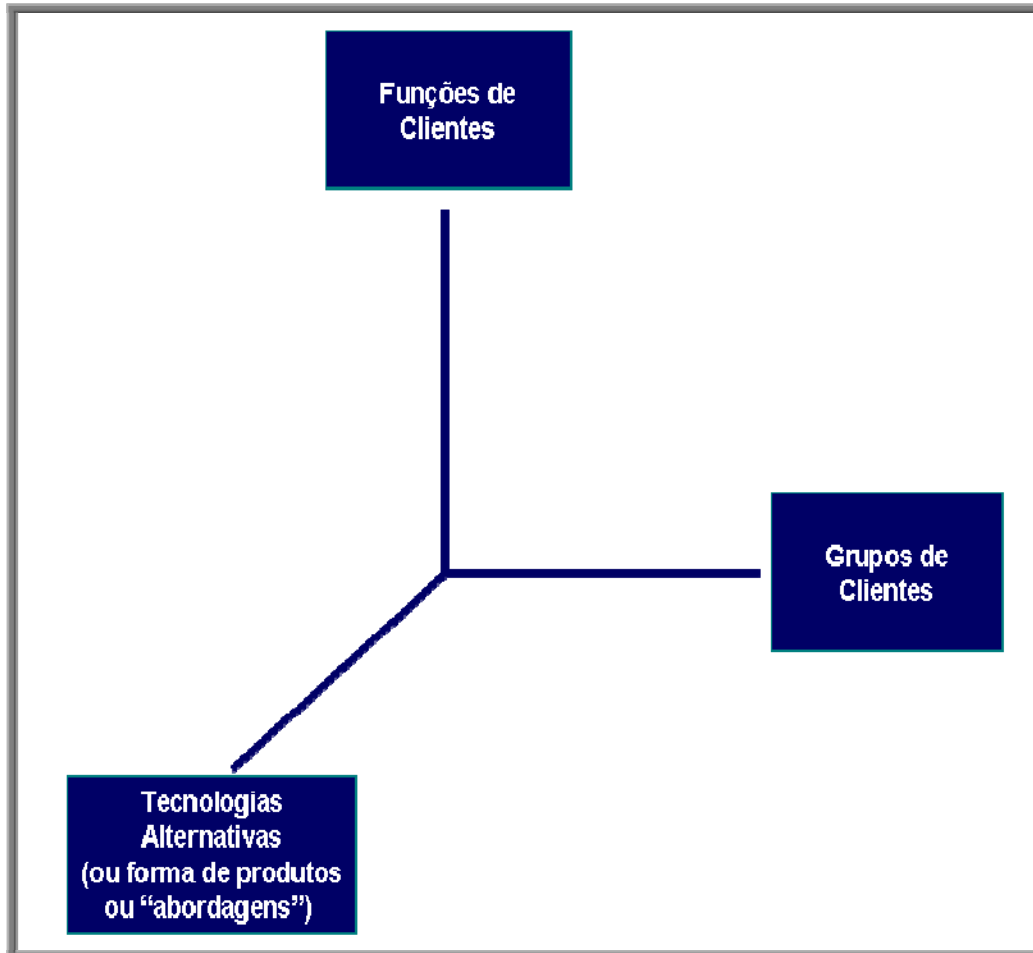 Funções de
Clientes
Grupos de
Clientes
Tecnologias
Alternativas
(ou forma de produtos
ou “abordagens”)